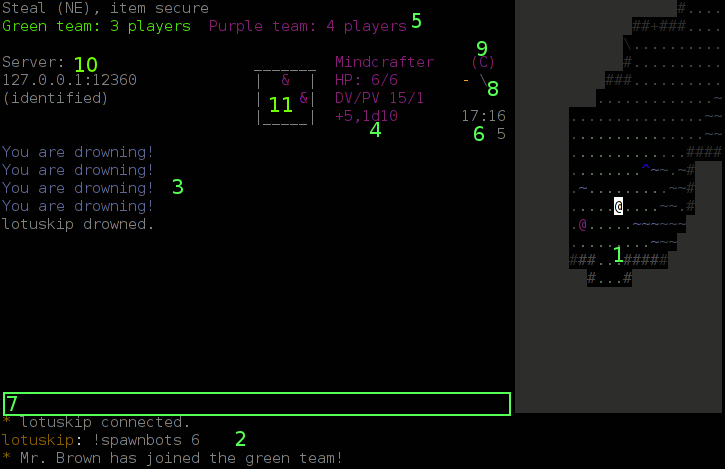 Steal (NE), item secure
Green team: 3 players Purple team: 4 players 5
Server: 10
127.0.0.1:12360
(identified)
_______
| & |
| 11 &|
|_____|
Mindcrafter (C) 9
HP: 6/6 - \ 8
DV/PV 15/1
+5,1d10 17:16
4 6 5
You are drowning!
You are drowning!
You are drowning! 3
You are drowning!
lotuskip drowned.
#....
##+###....
\..........
#..........
###..........
.............~
...............~~
...............~~
.............####
........^~~.~#
.~.........~~#
.....@....~~.#
.@.....~~~~~~
.........~~~~
###...#####
1
#...#
7
* lotuskip connected.
lotuskip: !spawnbots 6 2
* Mr. Brown has joined the green team!